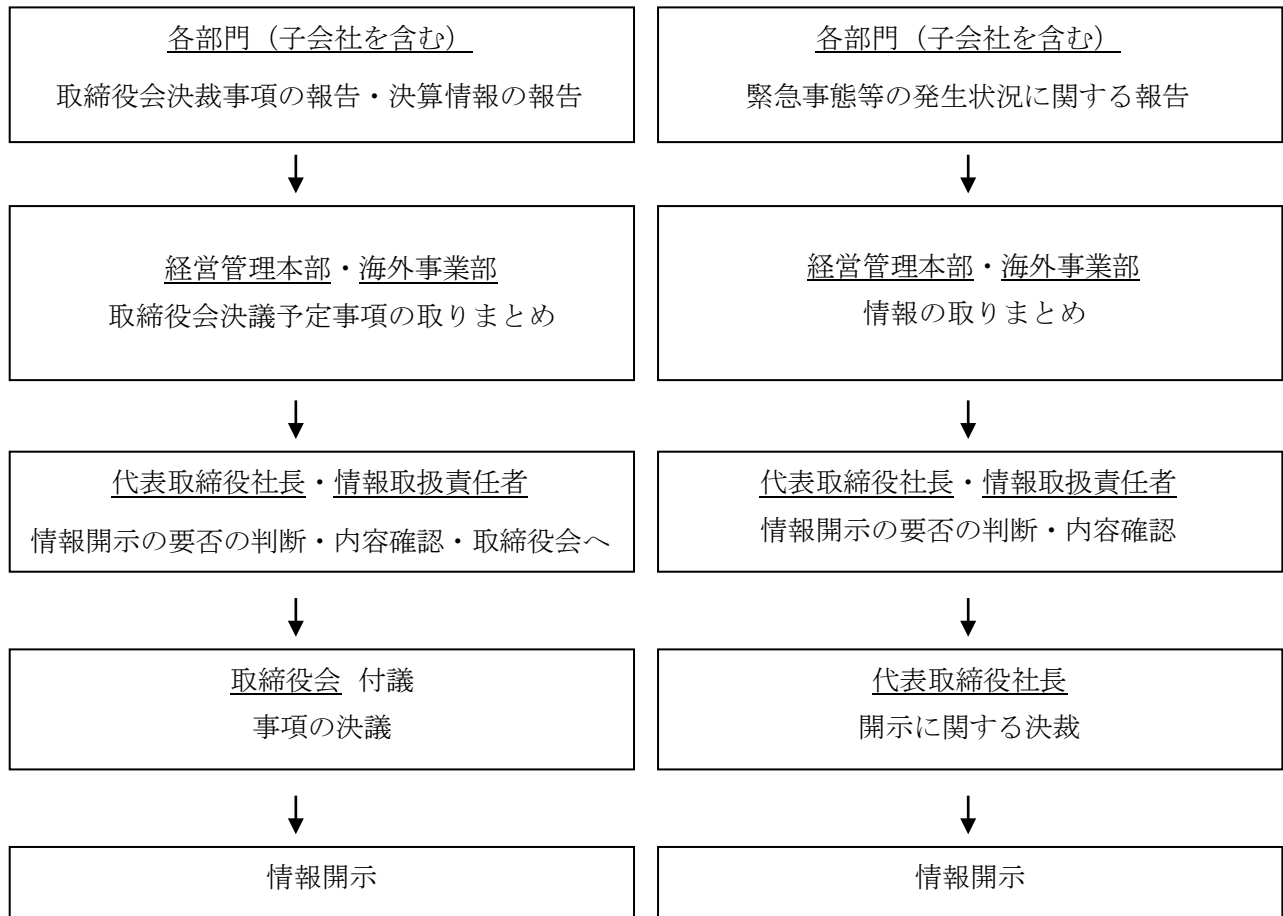 各部門（子会社を含む）
取締役会決裁事項の報告・決算情報の報告
経営管理本部・海外事業部
取締役会決議予定事項の取りまとめ
代表取締役社長・情報取扱責任者
情報開示の要否の判断・内容確認・取締役会へ
取締役会 付議
事項の決議
情報開示
各部門（子会社を含む）
緊急事態等の発生状況に関する報告
経営管理本部・海外事業部
情報の取りまとめ
代表取締役社長・情報取扱責任者
情報開示の要否の判断・内容確認
代表取締役社長
開示に関する決裁
情報開示